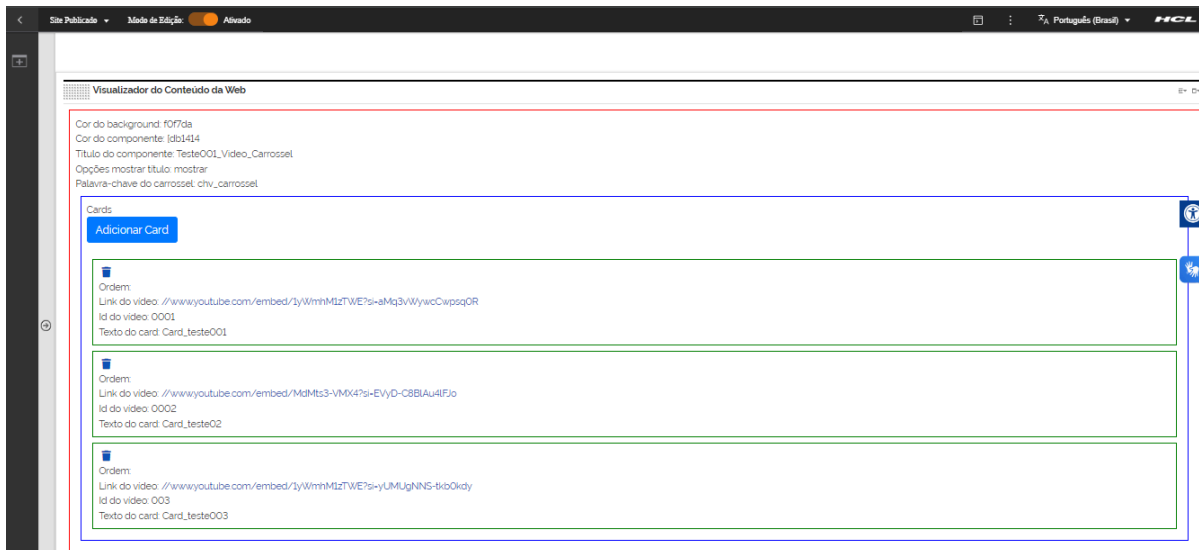 Site Publicado
Modo de Edição:
Ativado
Português (Brasil)
HCL
Visualizador do Conteúdo da Web
Cor do background: f0f7da
Cor do componente: [db1414
Título do componente: Teste001_Video_Carrossel
Opções mostrar título: mostrar
Palavra-chave do carrossel: chv_carrossel
Cards
Adicionar Card
Ordem:
Link do vídeo: //www.youtube.com/embed/1yWmhM1zTWE?si=aMq3vWywcCwpsqOR
Id do vídeo: 0001
Texto do card: Card_teste001
Ordem:
Link do vídeo: //www.youtube.com/embed/MdMts3-VMX4?si=EVyD-C8BlAu4lFJo
Id do vídeo: 0002
Texto do card: Card_teste02
Ordem:
Link do vídeo: //www.youtube.com/embed/1yWmhM1zTWE?si=yUMUgNNS-tkb0kdy
Id do vídeo: 003
Texto do card: Card_teste003